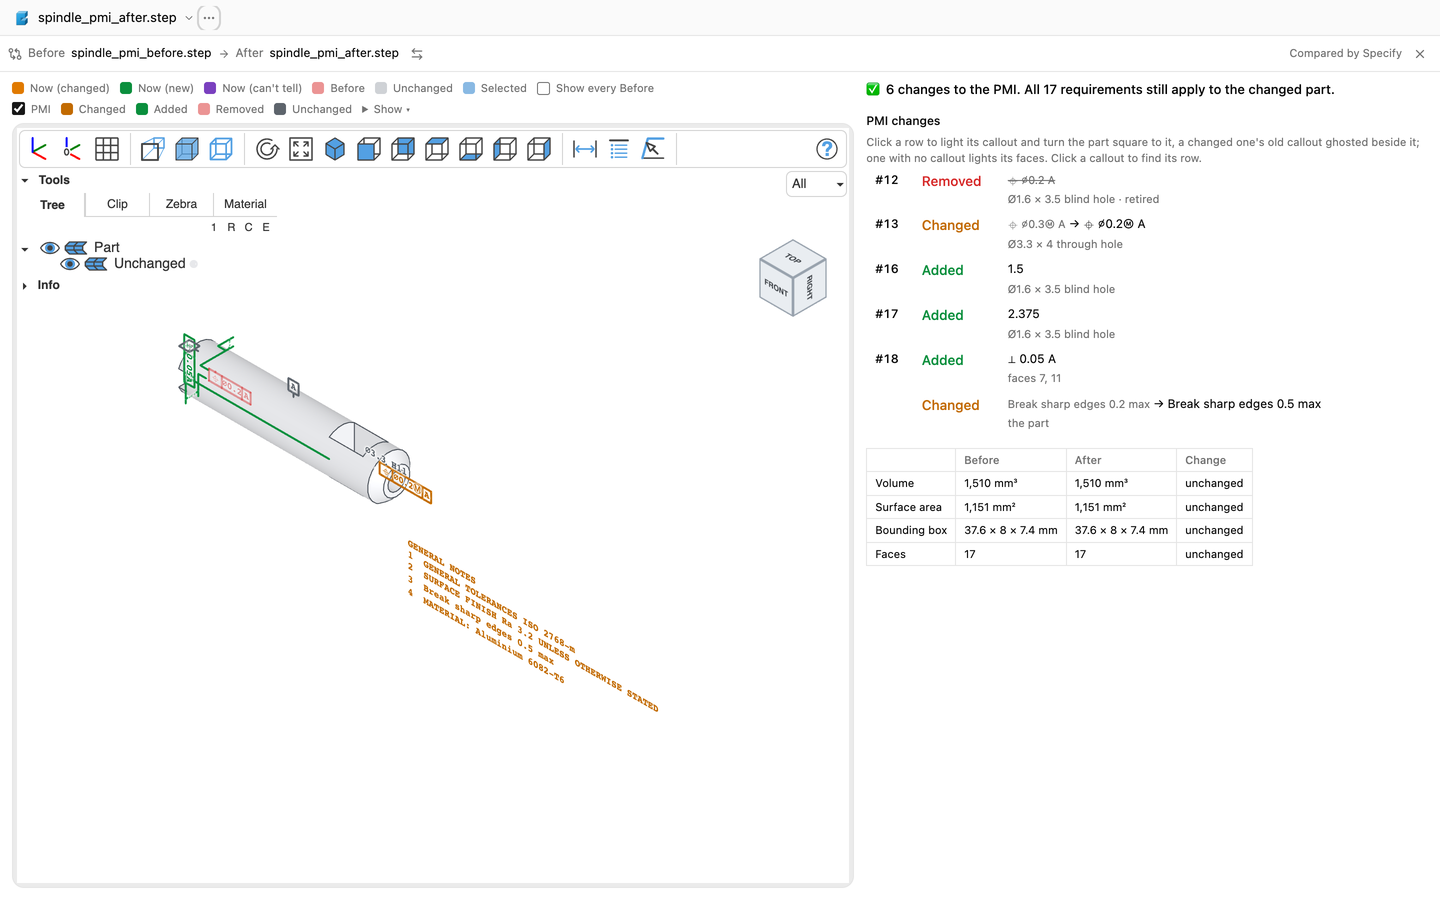 spindle_pmi_after.step
Before spindle_pmi_before.step → After spindle_pmi_after.step
Compared by Specify
Now (changed) Now (new) Now (can't tell) Before Unchanged Selected Show every Before
PMI Changed Added Removed Unchanged ▶ Show
Tools
All
Tree Clip Zebra Material
1 R C E
Part
Unchanged
Info
TOP
FRONT
RIGHT
A
GENERAL NOTES
1 GENERAL TOLERANCES ISO 2768-m
2 SURFACE FINISH Ra 3.2 UNLESS OTHERWISE STATED
3 Break sharp edges 0.5 max
4 MATERIAL: Aluminium 6082-T6
✅ 6 changes to the PMI. All 17 requirements still apply to the changed part.
PMI changes
Click a row to light its callout and turn the part square to it, a changed one's old callout ghosted beside it;
one with no callout lights its faces. Click a callout to find its row.
#12 Removed ⌖ ⌀0.2 A
Ø1.6 × 3.5 blind hole · retired
#13 Changed ⌖ ⌀0.3Ⓜ A → ⌖ ⌀0.2Ⓜ A
Ø3.3 × 4 through hole
#16 Added 1.5
Ø1.6 × 3.5 blind hole
#17 Added 2.375
Ø1.6 × 3.5 blind hole
#18 Added ⟂ 0.05 A
faces 7, 11
Changed Break sharp edges 0.2 max → Break sharp edges 0.5 max
the part
Before After Change
Volume 1,510 mm³ 1,510 mm³ unchanged
Surface area 1,151 mm² 1,151 mm² unchanged
Bounding box 37.6 × 8 × 7.4 mm 37.6 × 8 × 7.4 mm unchanged
Faces 17 17 unchanged